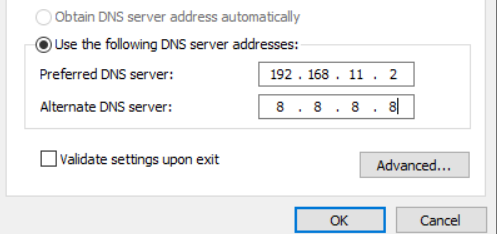 Obtain DNS server address automatically
Use the following DNS server addresses:
Preferred DNS server: 192 . 168 . 11 . 2
Alternate DNS server: 8 . 8 . 8 . 8
Validate settings upon exit
Advanced...
OK Cancel